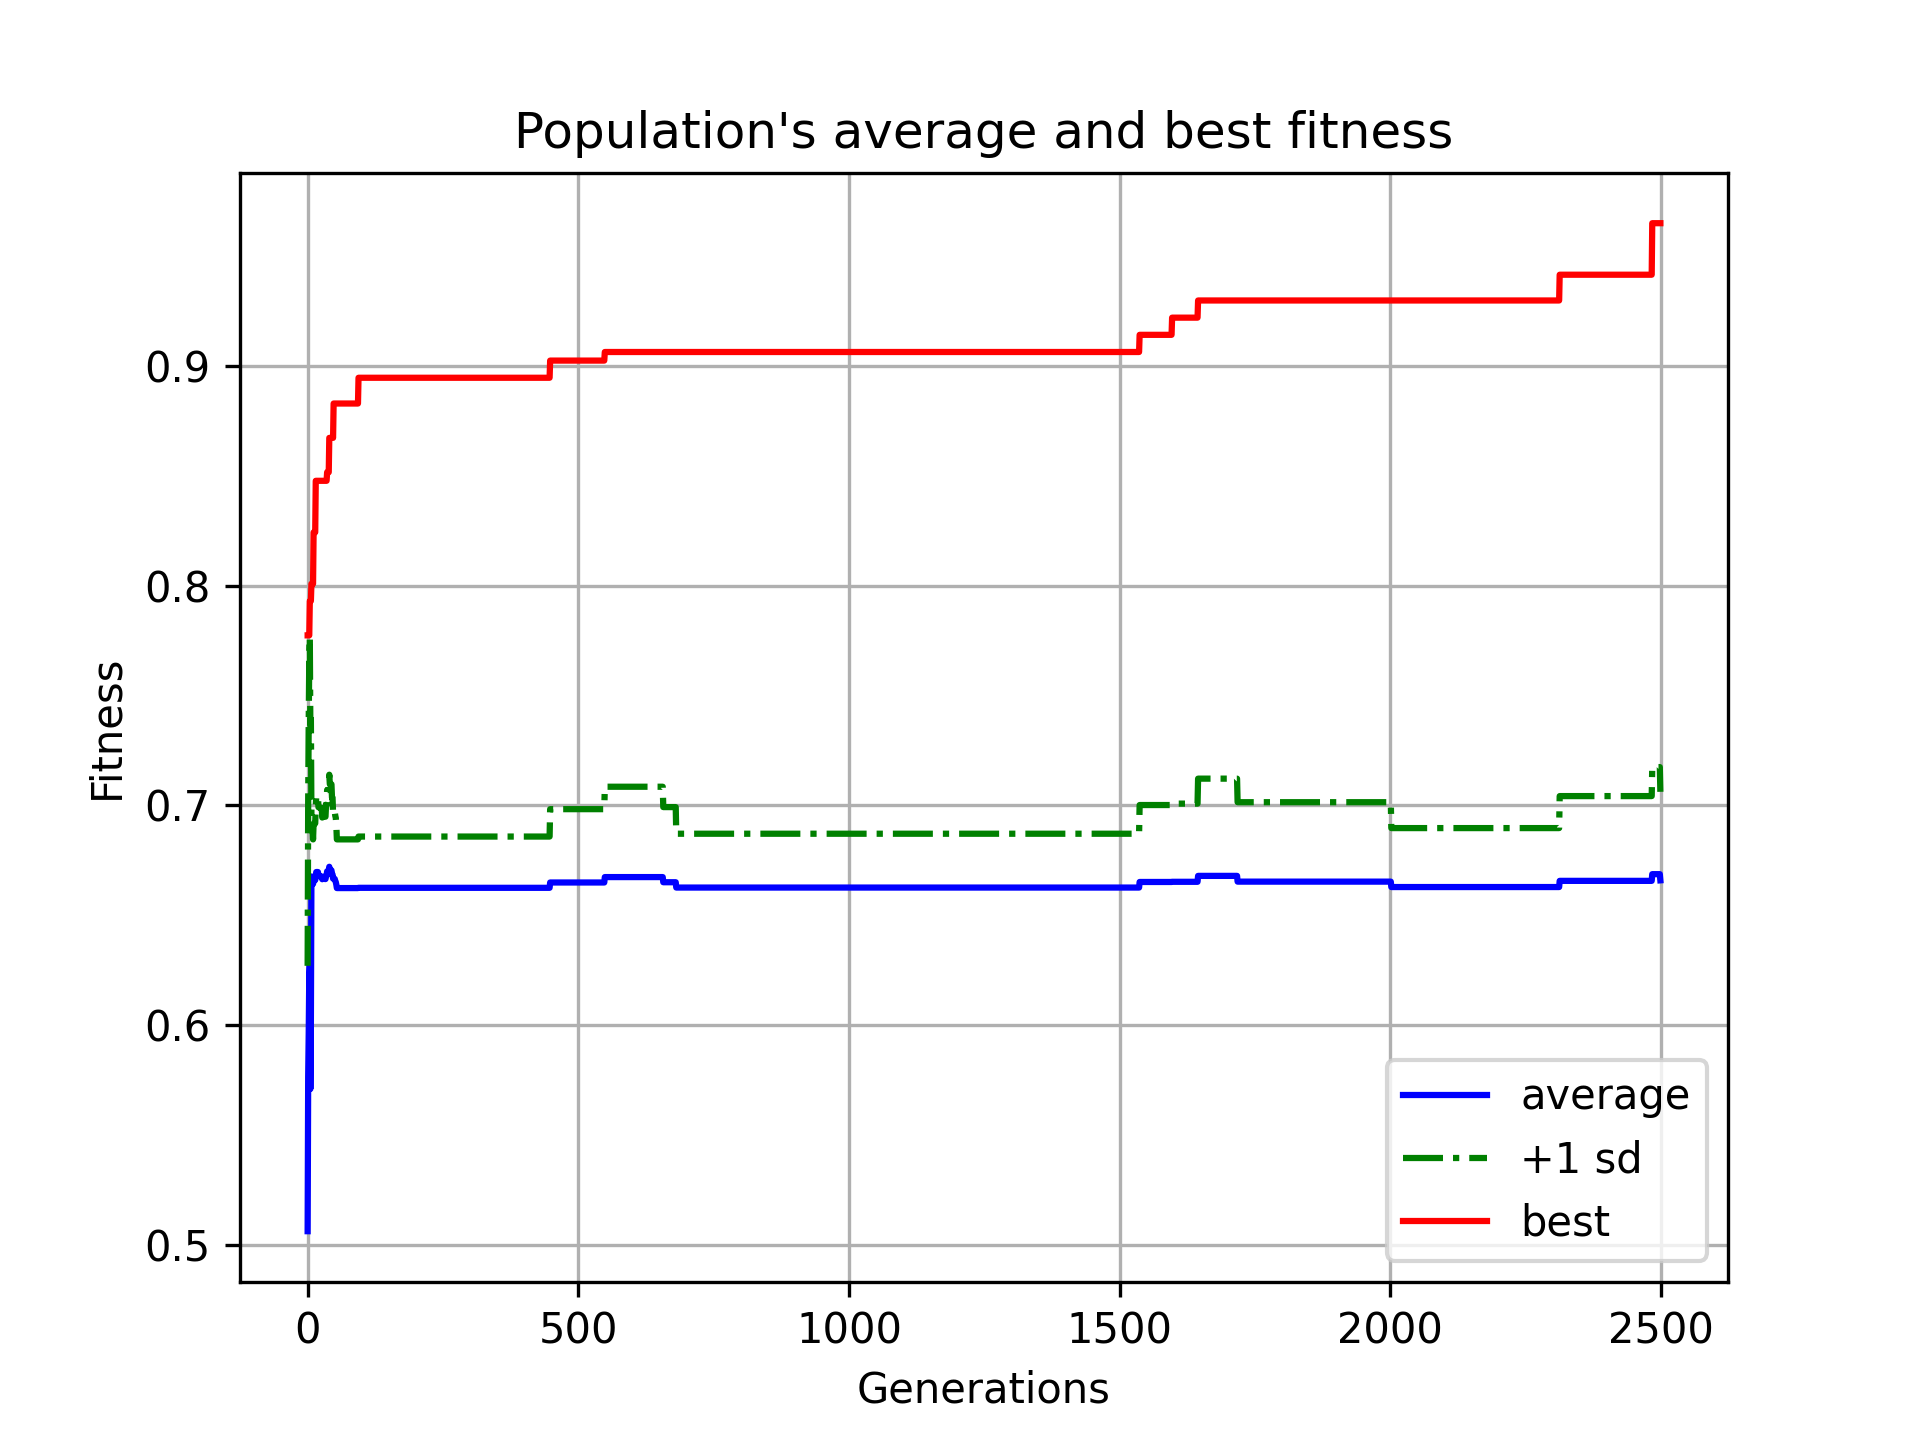 Population's average and best fitness
Fitness
0.9
0.8
0.7
0.6
0.5
0
500
1000
1500
2000
2500
Generations
average
+1 sd
best